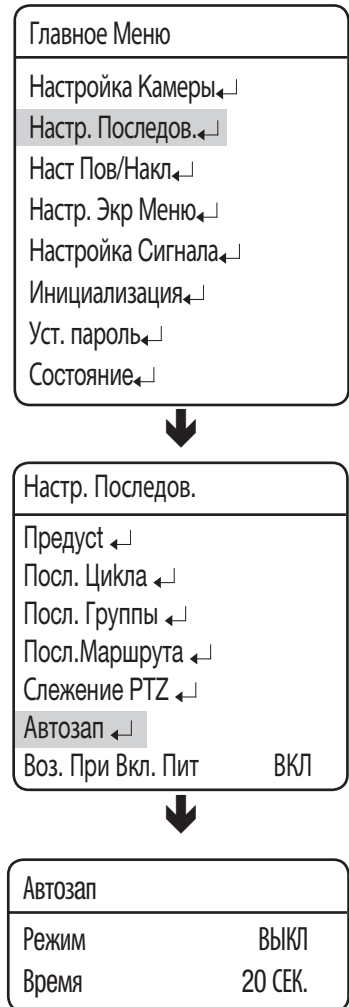 Главное Меню
Настройка Камеры↵
Настр. Последов.↵
Наст Пов/Накл↵
Настр. Экр Меню↵
Настройка Сигнала↵
Инициализация↵
Уст. пароль↵
Состояние↵
Настр. Последов.
Предусt ↵
Посл. Циkла ↵
Посл. Группы ↵
Посл.Маршрута ↵
Слежение PTZ ↵
Автозап ↵
Воз. При Вкл. Пит ВКЛ
Автозап
Режим ВЫКЛ
Время 20 СЕК.